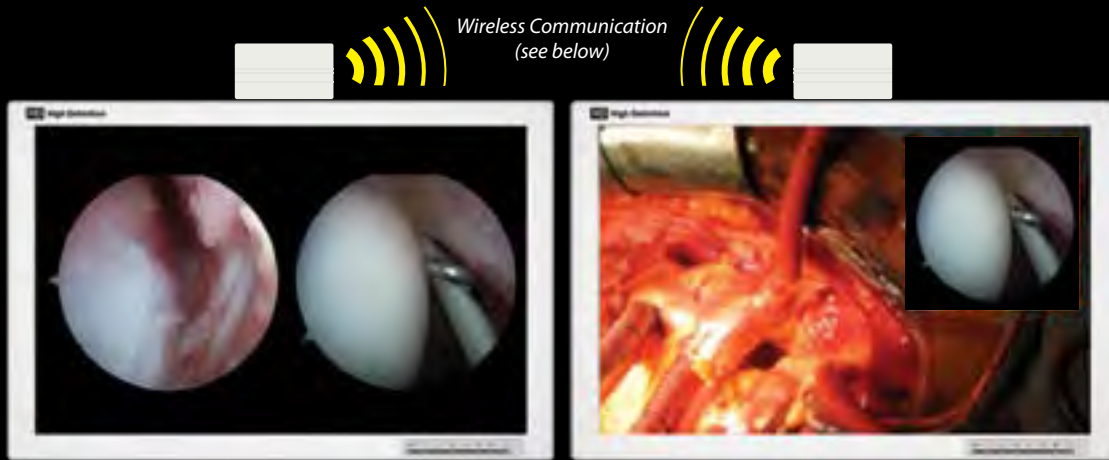 Wireless Communication
(see below)
High Definition
High Definition